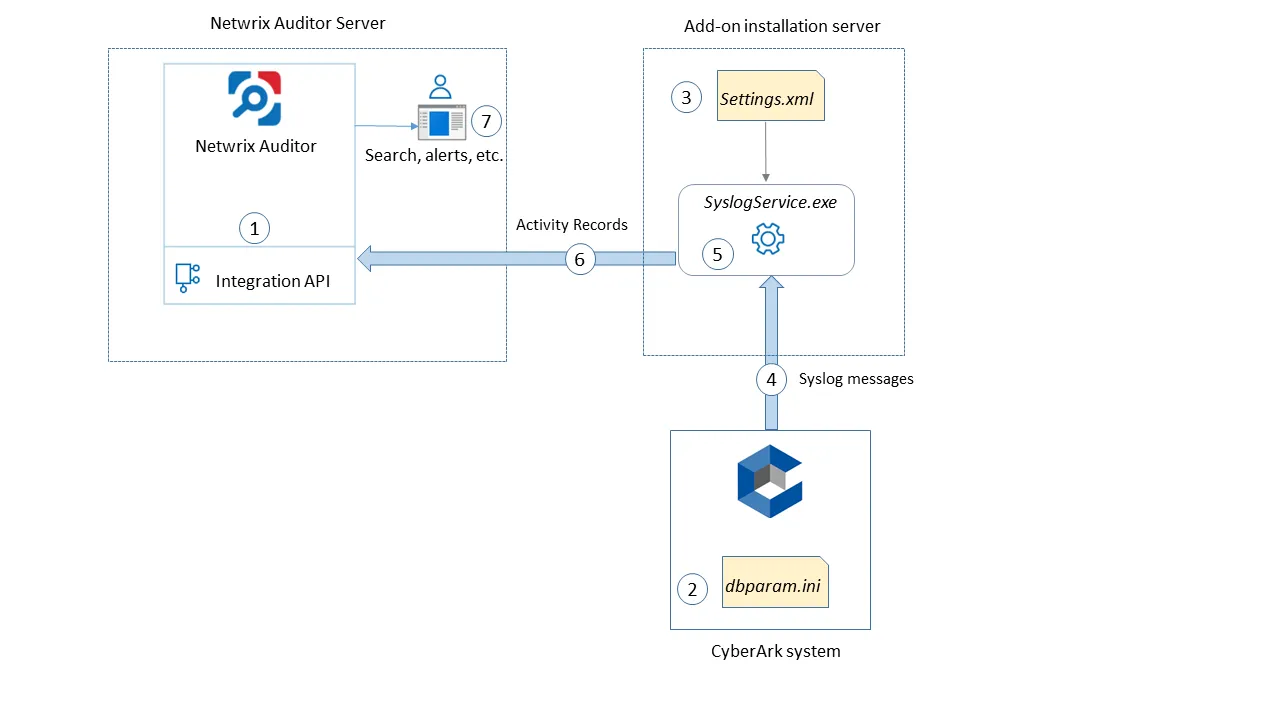 Netwrix Auditor Server
Add-on installation server
3
Settings.xml
7
Netwrix Auditor
Search, alerts, etc.
SyslogService.exe
1
Activity Records
5
6
Integration API
4
Syslog messages
2
dbparam.ini
CyberArk system